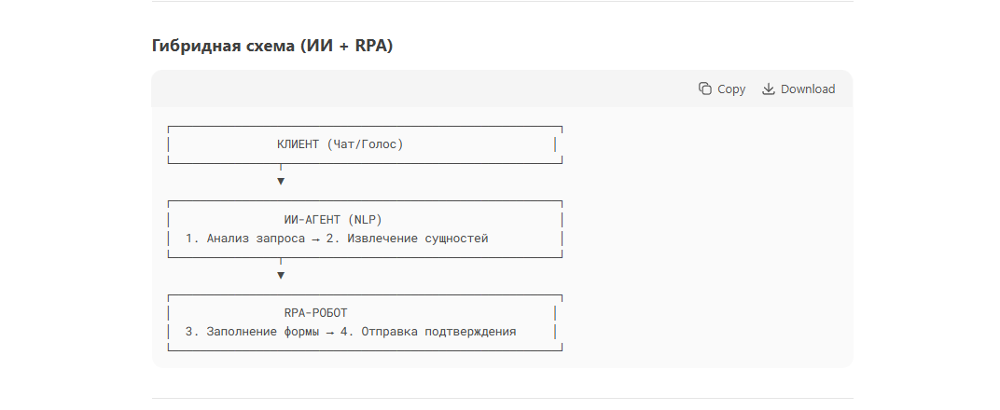 Гибридная схема (ИИ + RPA)
Copy Download
КЛИЕНТ (Чат/Голос)
▼
ИИ-АГЕНТ (NLP)
1. Анализ запроса → 2. Извлечение сущностей
▼
RPA-РОБОТ
3. Заполнение формы → 4. Отправка подтверждения